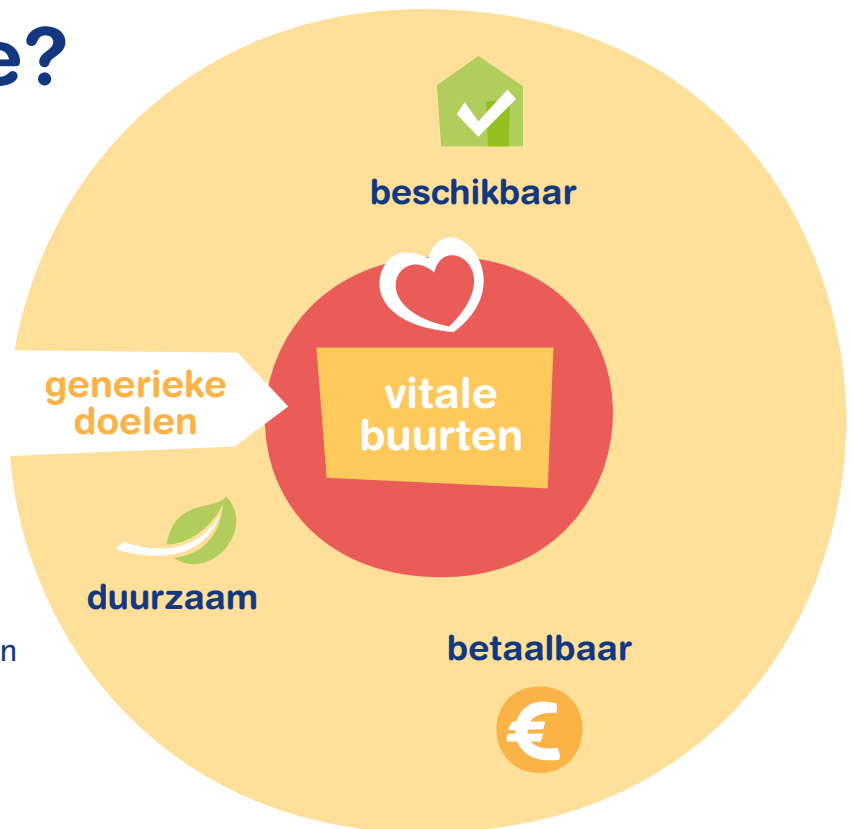 e?
beschikbaar
generieke
doelen
vitale
buurten
duurzaam
n
betaalbaar
€